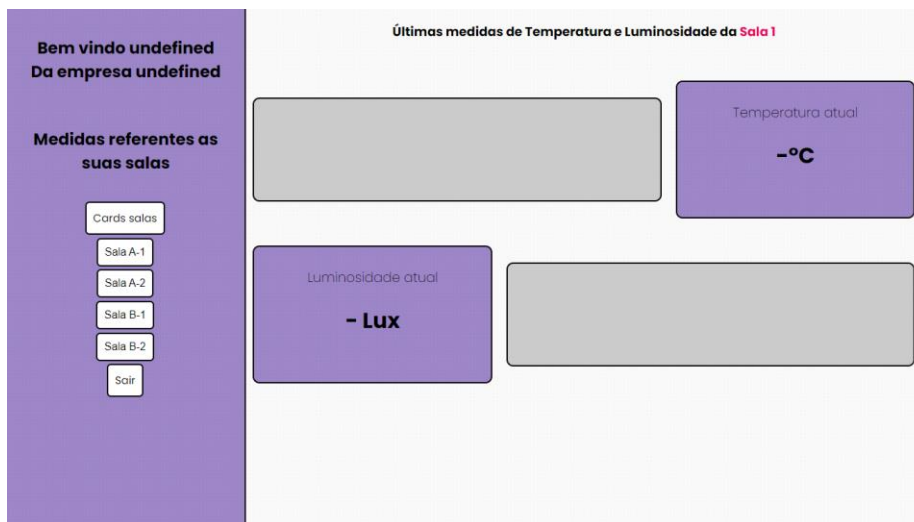 Bem vindo undefined
Da empresa undefined
Medidas referentes as
suas salas
Cards salas
Sala A-1
Sala A-2
Sala B-1
Sala B-2
Sair
Últimas medidas de Temperatura e Luminosidade da Sala 1
Temperatura atual
-°C
Luminosidade atual
- Lux